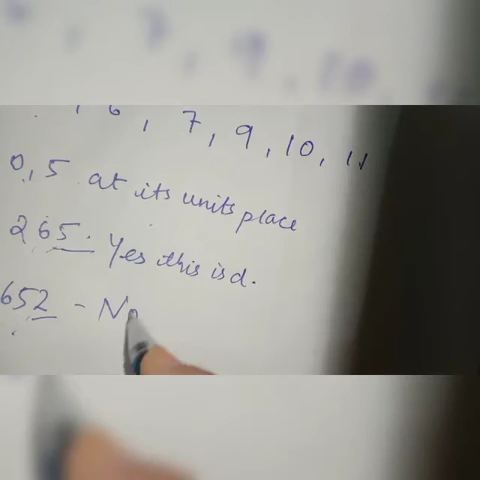 6, 7, 9, 10, 11
0,5 at its units place
265. Yes this is d.
652 - No